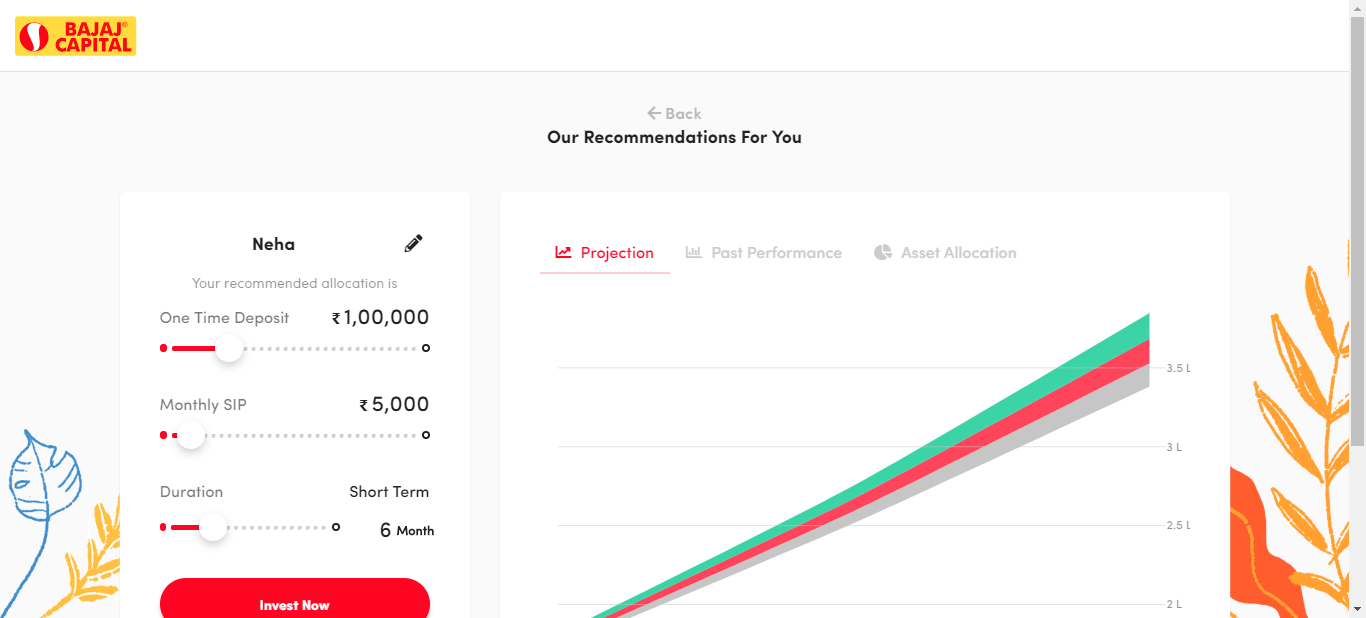 BAJAJ®
CAPITAL
Back
Our Recommendations For You
Neha
Your recommended allocation is
One Time Deposit ₹ 1,00,000
Monthly SIP ₹ 5,000
Duration Short Term
6 Month
Invest Now
Projection Past Performance Asset Allocation
3.5 L
3 L
2.5 L
2 L